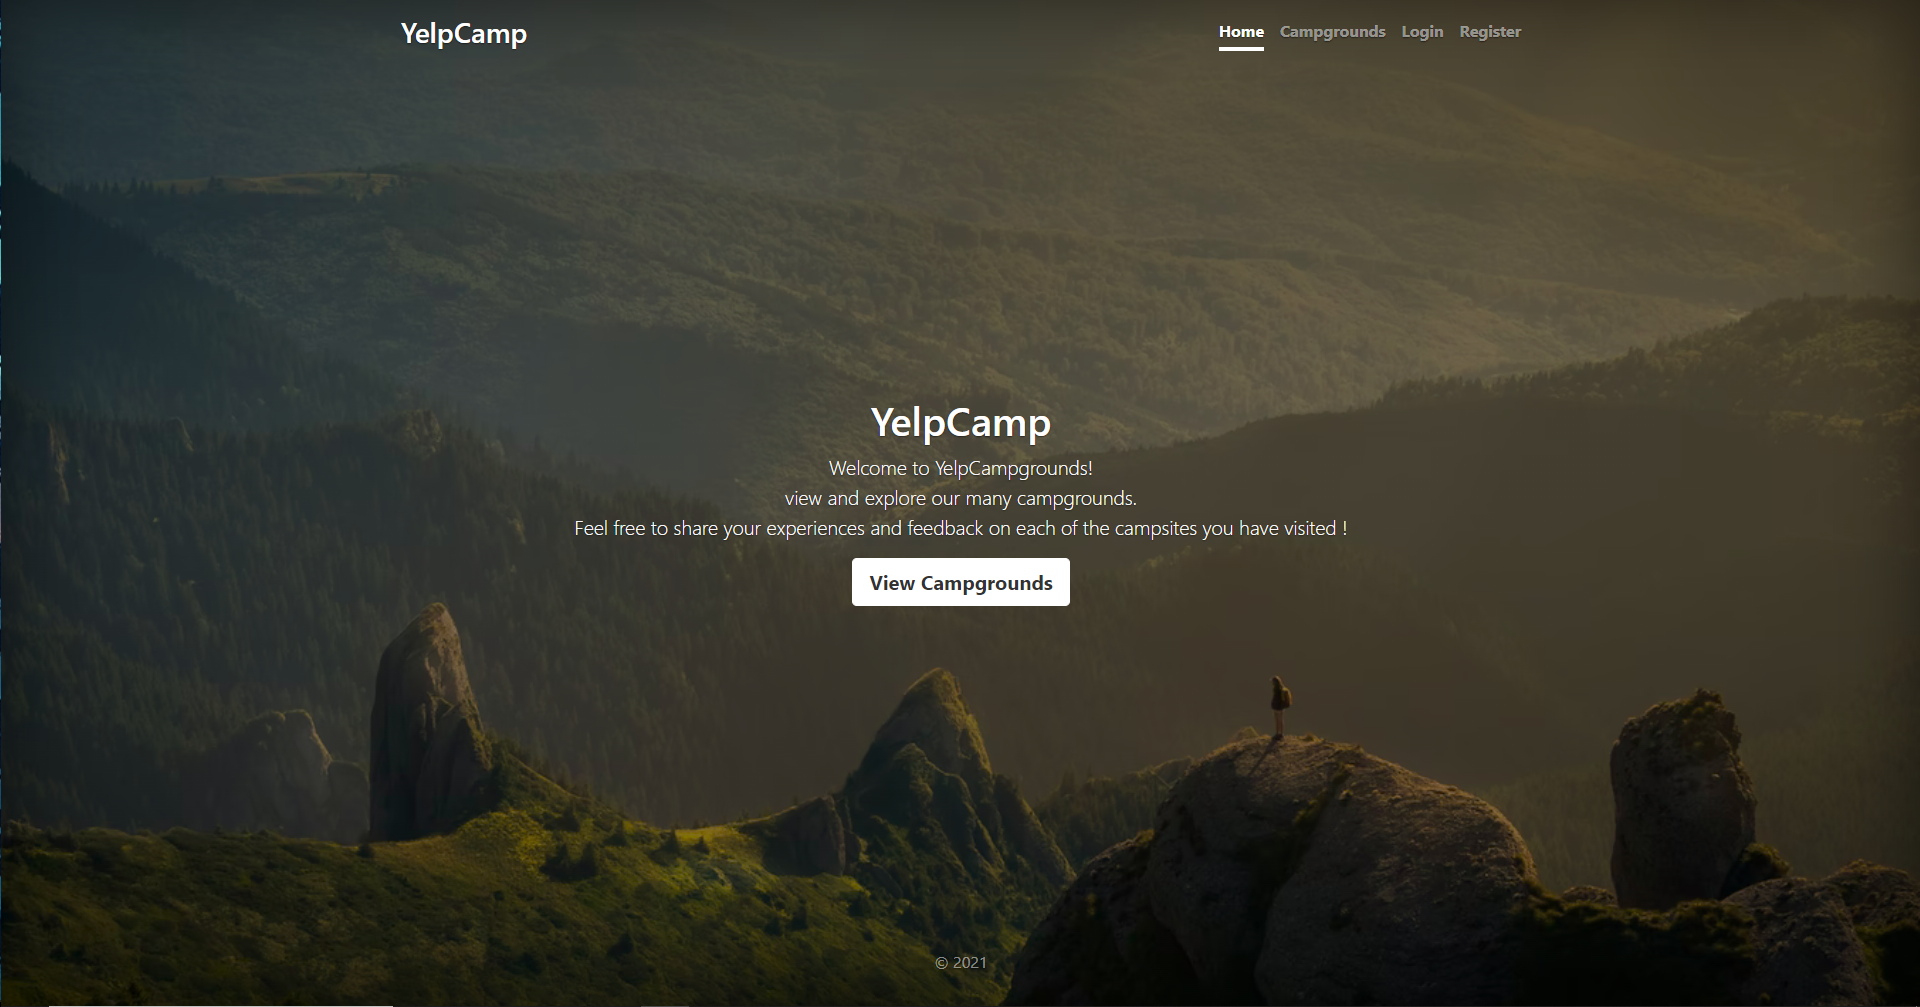 YelpCamp
Home Campgrounds Login Register
YelpCamp
Welcome to YelpCampgrounds!
view and explore our many campgrounds.
Feel free to share your experiences and feedback on each of the campsites you have visited !
View Campgrounds
© 2021